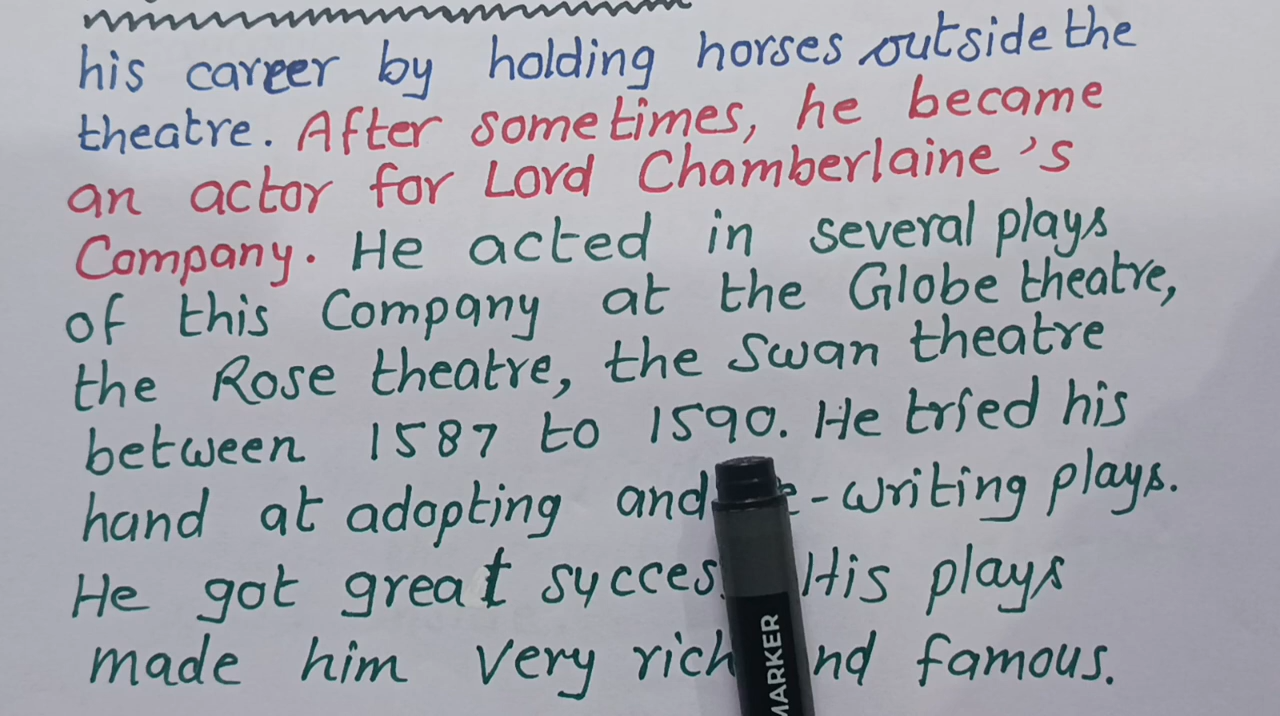 his career by holding horses outside the
theatre. After sometimes, he became
an actor for Lord Chamberlaine's
Company. He acted in several plays
of this Company at the Globe theatre,
the Rose theatre, the Swan theatre
between 1587 to 1590. He tried his
hand at adopting and e-writing plays.
He got great succes His plays
made him very rich nd famous.
MARKER